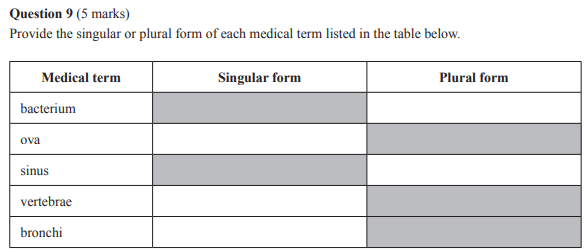 Question 9 (5 marks)
Provide the singular or plural form of each medical term listed in the table below.
Medical term Singular form Plural form
bacterium
ova
sinus
vertebrae
bronchi